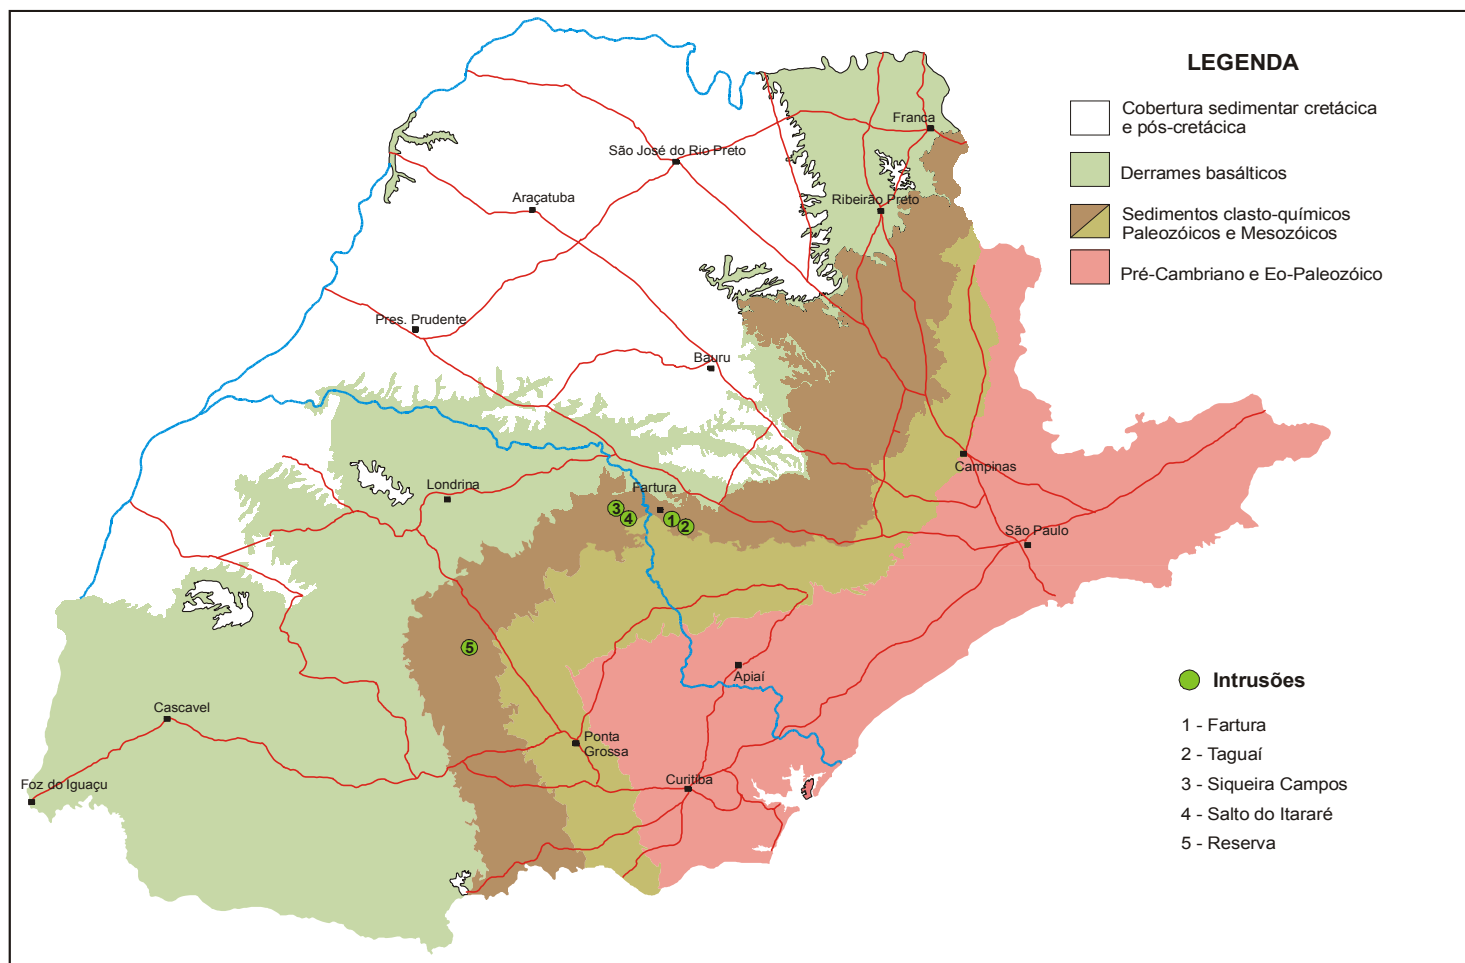 LEGENDA
Cobertura sedimentar cretácica
e pós-cretácica
Derrames basálticos
Sedimentos clasto-químicos
Paleozóicos e Mesozóicos
Pré-Cambriano e Eo-Paleozóico
Franca
São José do Rio Preto
Araçatuba
Ribeirão Preto
Pres. Prudente
Bauru
Campinas
Londrina
Fartura
3
4
1
2
São Paulo
5
Apiaí
Cascavel
Ponta
Grossa
Foz do Iguaçu
Curitiba
Intrusões
1 - Fartura
2 - Taguaí
3 - Siqueira Campos
4 - Salto do Itararé
5 - Reserva